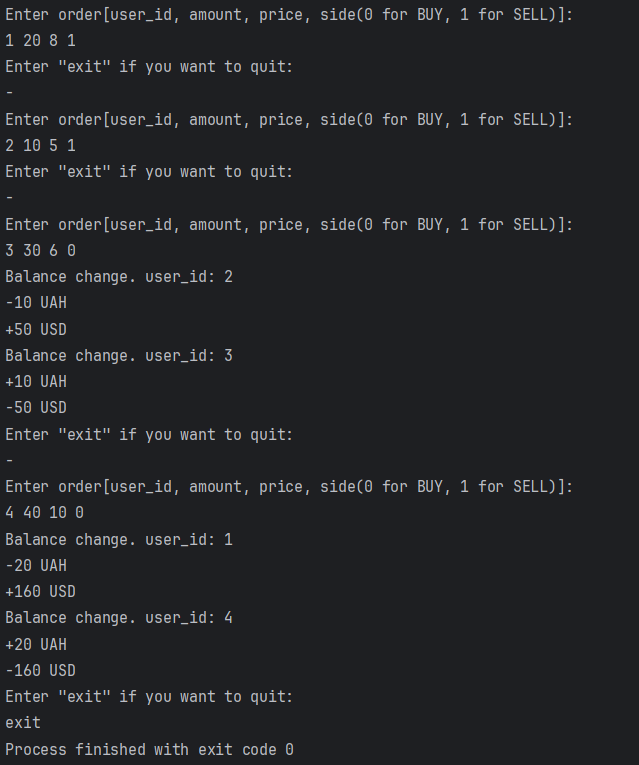 Enter order[user_id, amount, price, side(0 for BUY, 1 for SELL)]:
1 20 8 1
Enter "exit" if you want to quit:
-
Enter order[user_id, amount, price, side(0 for BUY, 1 for SELL)]:
2 10 5 1
Enter "exit" if you want to quit:
-
Enter order[user_id, amount, price, side(0 for BUY, 1 for SELL)]:
3 30 6 0
Balance change. user_id: 2
-10 UAH
+50 USD
Balance change. user_id: 3
+10 UAH
-50 USD
Enter "exit" if you want to quit:
-
Enter order[user_id, amount, price, side(0 for BUY, 1 for SELL)]:
4 40 10 0
Balance change. user_id: 1
-20 UAH
+160 USD
Balance change. user_id: 4
+20 UAH
-160 USD
Enter "exit" if you want to quit:
exit
Process finished with exit code 0